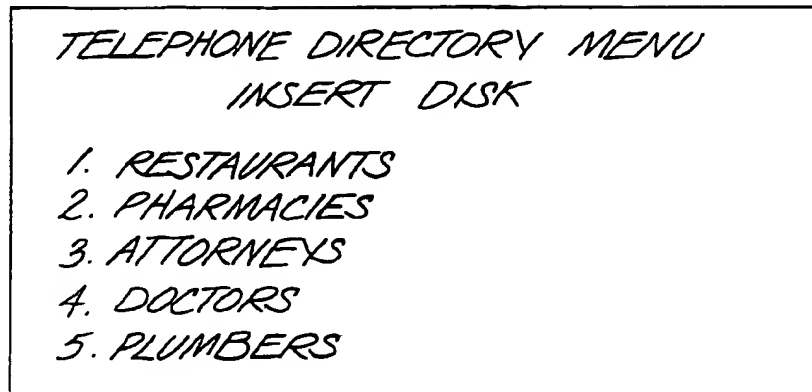 TELEPHONE DIRECTORY MENU
INSERT DISK
1. RESTAURANTS
2. PHARMACIES
3. ATTORNEYS
4. DOCTORS
5. PLUMBERS